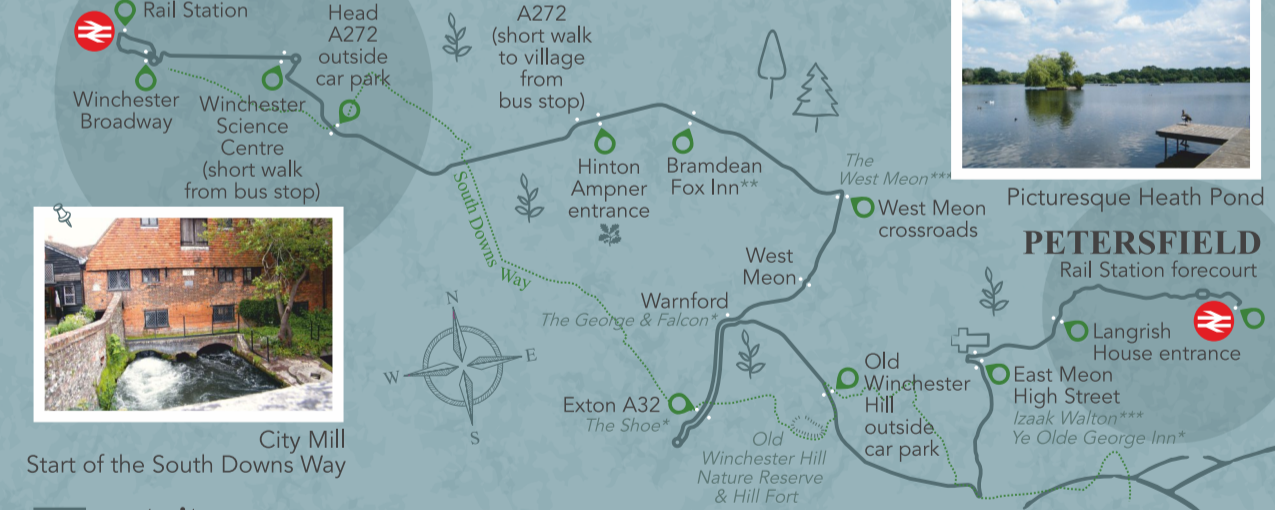 Rail Station
Winchester
Broadway
Winchester
Science
Centre
(short walk
from bus stop)
Head
A272
outside
car park
A272
(short walk
to village
from
bus stop)
Hinton
Ampner
entrance
Bramdean
Fox Inn**
The
West Meon***
West Meon
crossroads
South Downs Way
West
Meon
Warnford
The George & Falcon*
N
E
S
W
Exton A32
The Shoe*
Old
Winchester Hill
Nature Reserve
& Hill Fort
Old
Winchester
Hill
outside
car park
Picturesque Heath Pond
PETERSFIELD
Rail Station forecourt
Langrish
House entrance
East Meon
High Street
Izaak Walton***
Ye Olde George Inn*
City Mill
Start of the South Downs Way